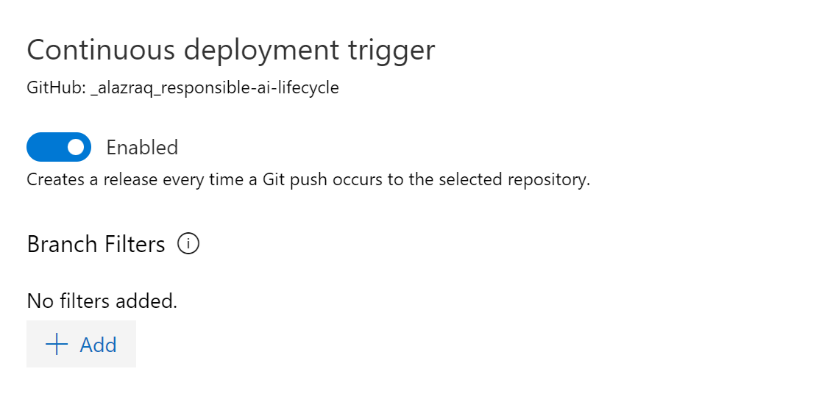 Continuous deployment trigger
GitHub: _alazraq_responsible-ai-lifecycle
Enabled
Creates a release every time a Git push occurs to the selected repository.
Branch Filters
No filters added.
+ Add